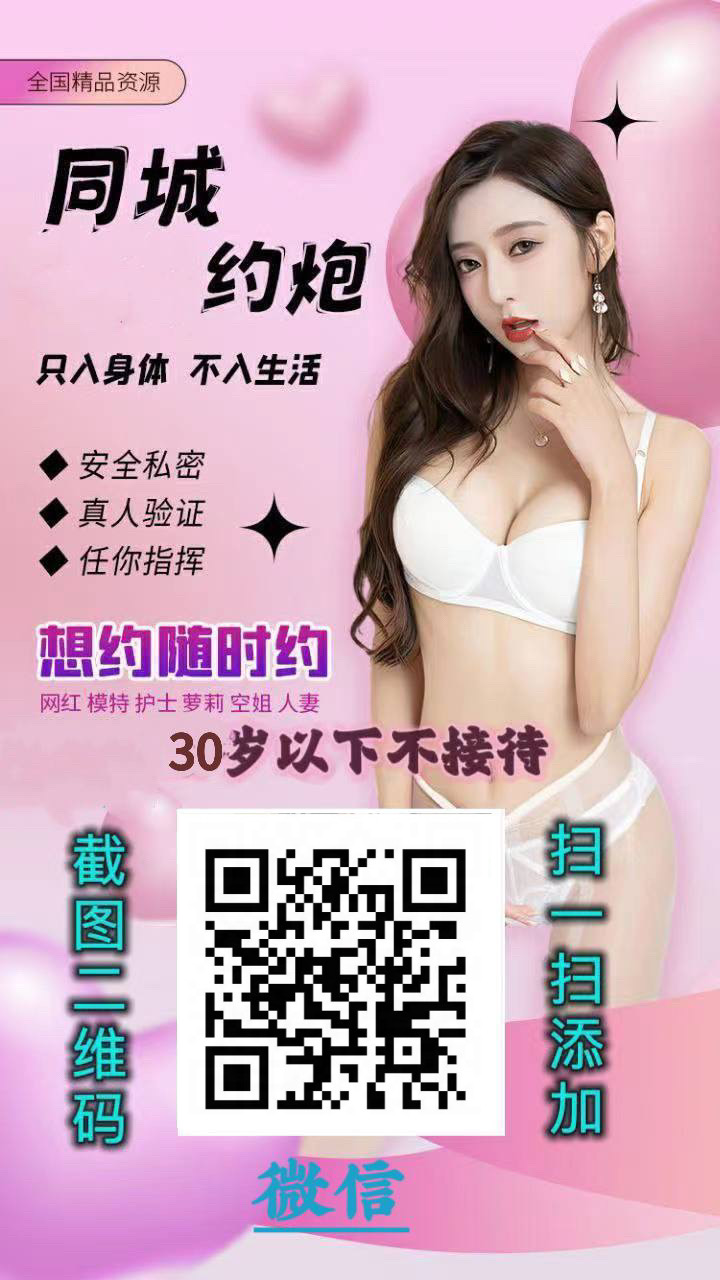 全国精品资源
同城
约炮
只入身体 不入生活
◆ 安全私密
◆ 真人验证
◆ 任你指挥
想约随时约
网红 模特 护士 萝莉 空姐 人妻
30岁以下不接待
截图二维码
扫一扫添加
微信